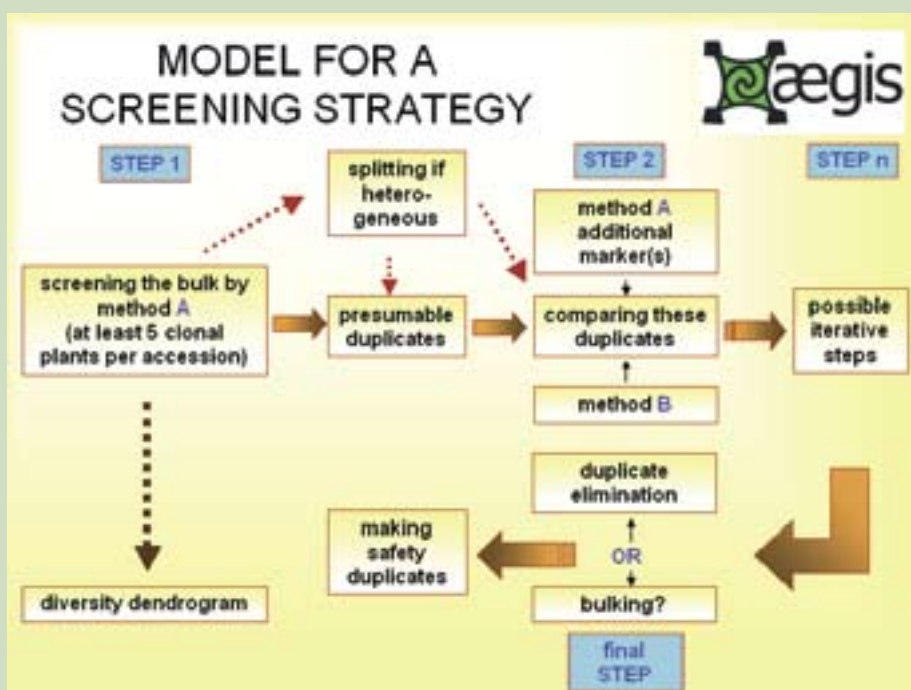 MODEL FOR A
SCREENING STRATEGY
ægis
STEP 1
splitting if
hetero-
geneous
STEP 2
STEP n
method A
additional
marker(s)
screening the bulk by
method A
(at least 5 clonal
plants per accession)
presumable
duplicates
comparing these
duplicates
possible
iterative
steps
method B
duplicate
elimination
making
safety
duplicates
OR
diversity dendrogram
bulking?
final
STEP